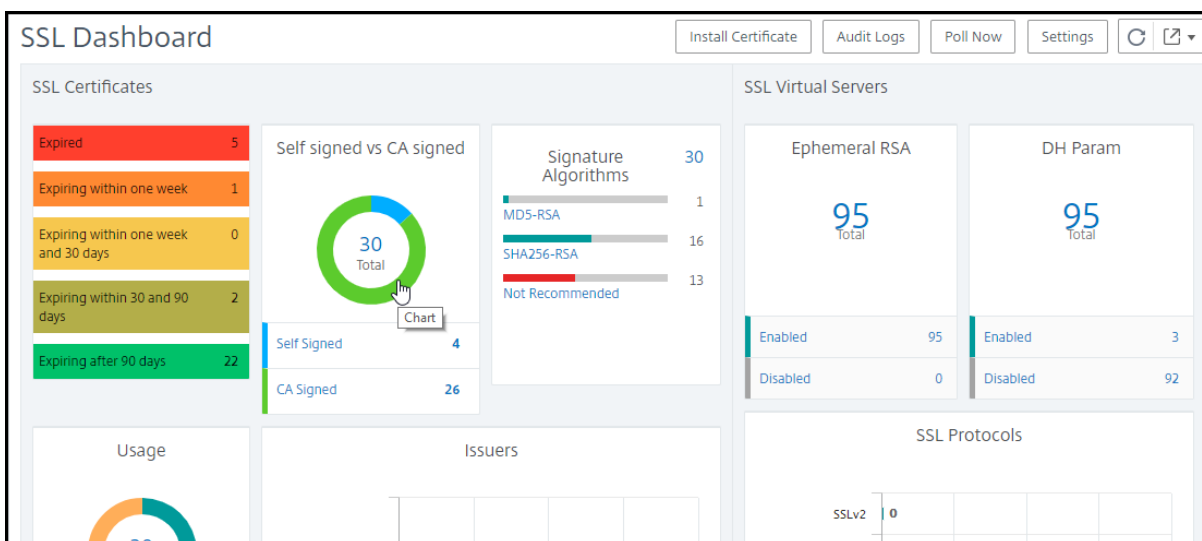 SSL Dashboard
Install Certificate
Audit Logs
Poll Now
Settings
SSL Certificates
Expired 5
Expiring within one week 1
Expiring within one week 0
and 30 days
Expiring within 30 and 90 2
days
Expiring after 90 days 22
Self signed vs CA signed
30
Total
Chart
Self Signed 4
CA Signed 26
Signature 30
Algorithms
1
MD5-RSA
16
SHA256-RSA
13
Not Recommended
SSL Virtual Servers
Ephemeral RSA
95
Total
Enabled 95
Disabled 0
DH Param
95
Total
Enabled 3
Disabled 92
Usage
Issuers
SSL Protocols
SSLv2 0